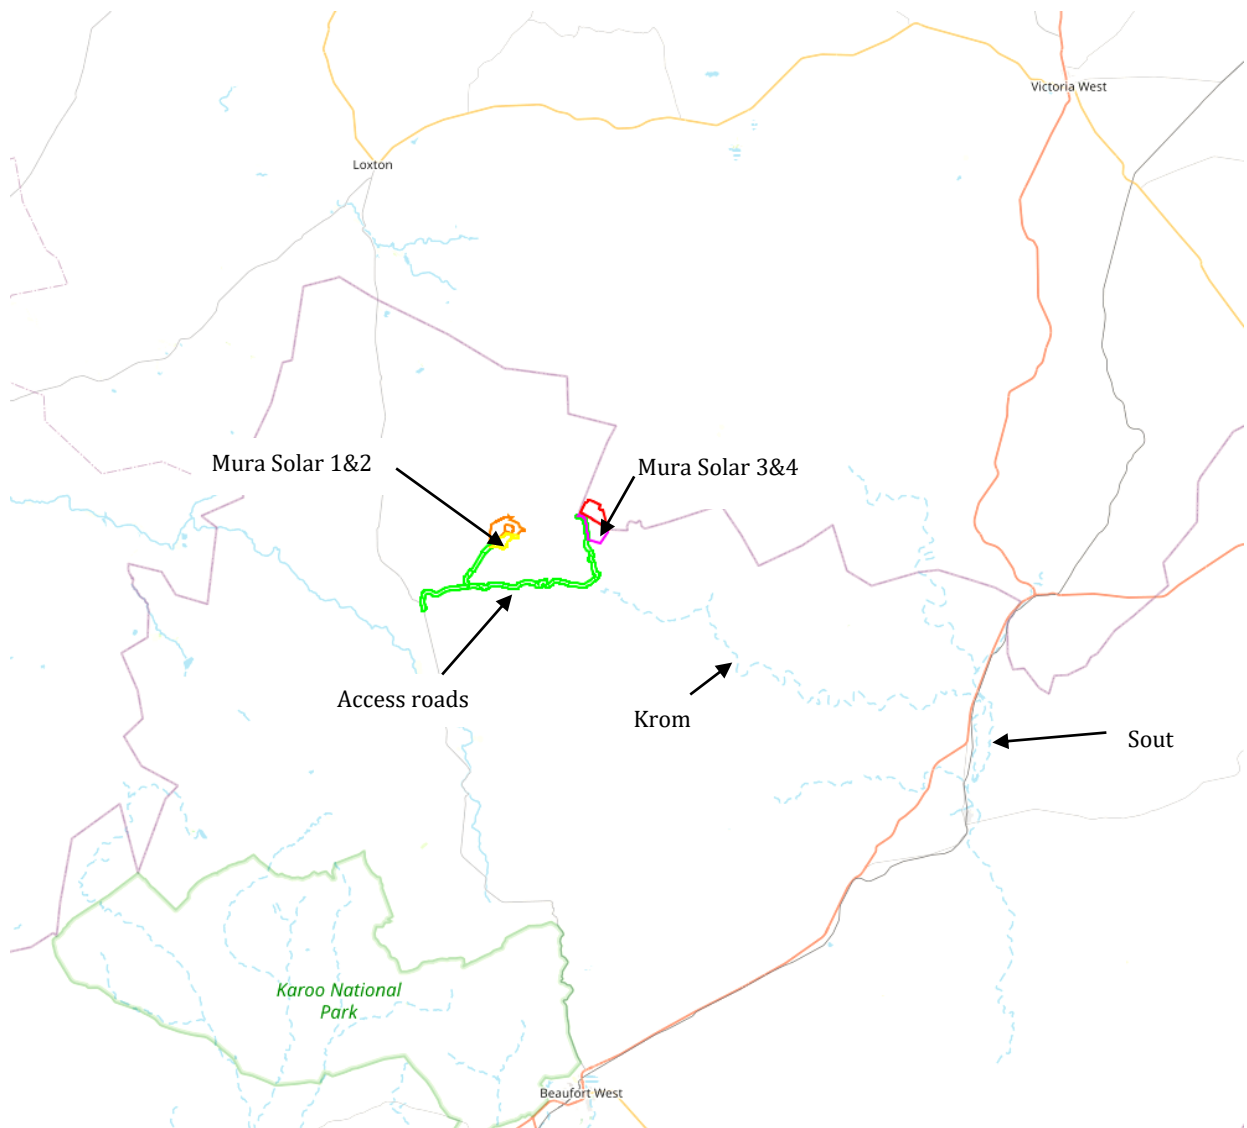 Victoria West
Loxton
Mura Solar 1&2
Mura Solar 3&4
Access roads
Krom
Sout
Karoo National
Park
Beaufort West